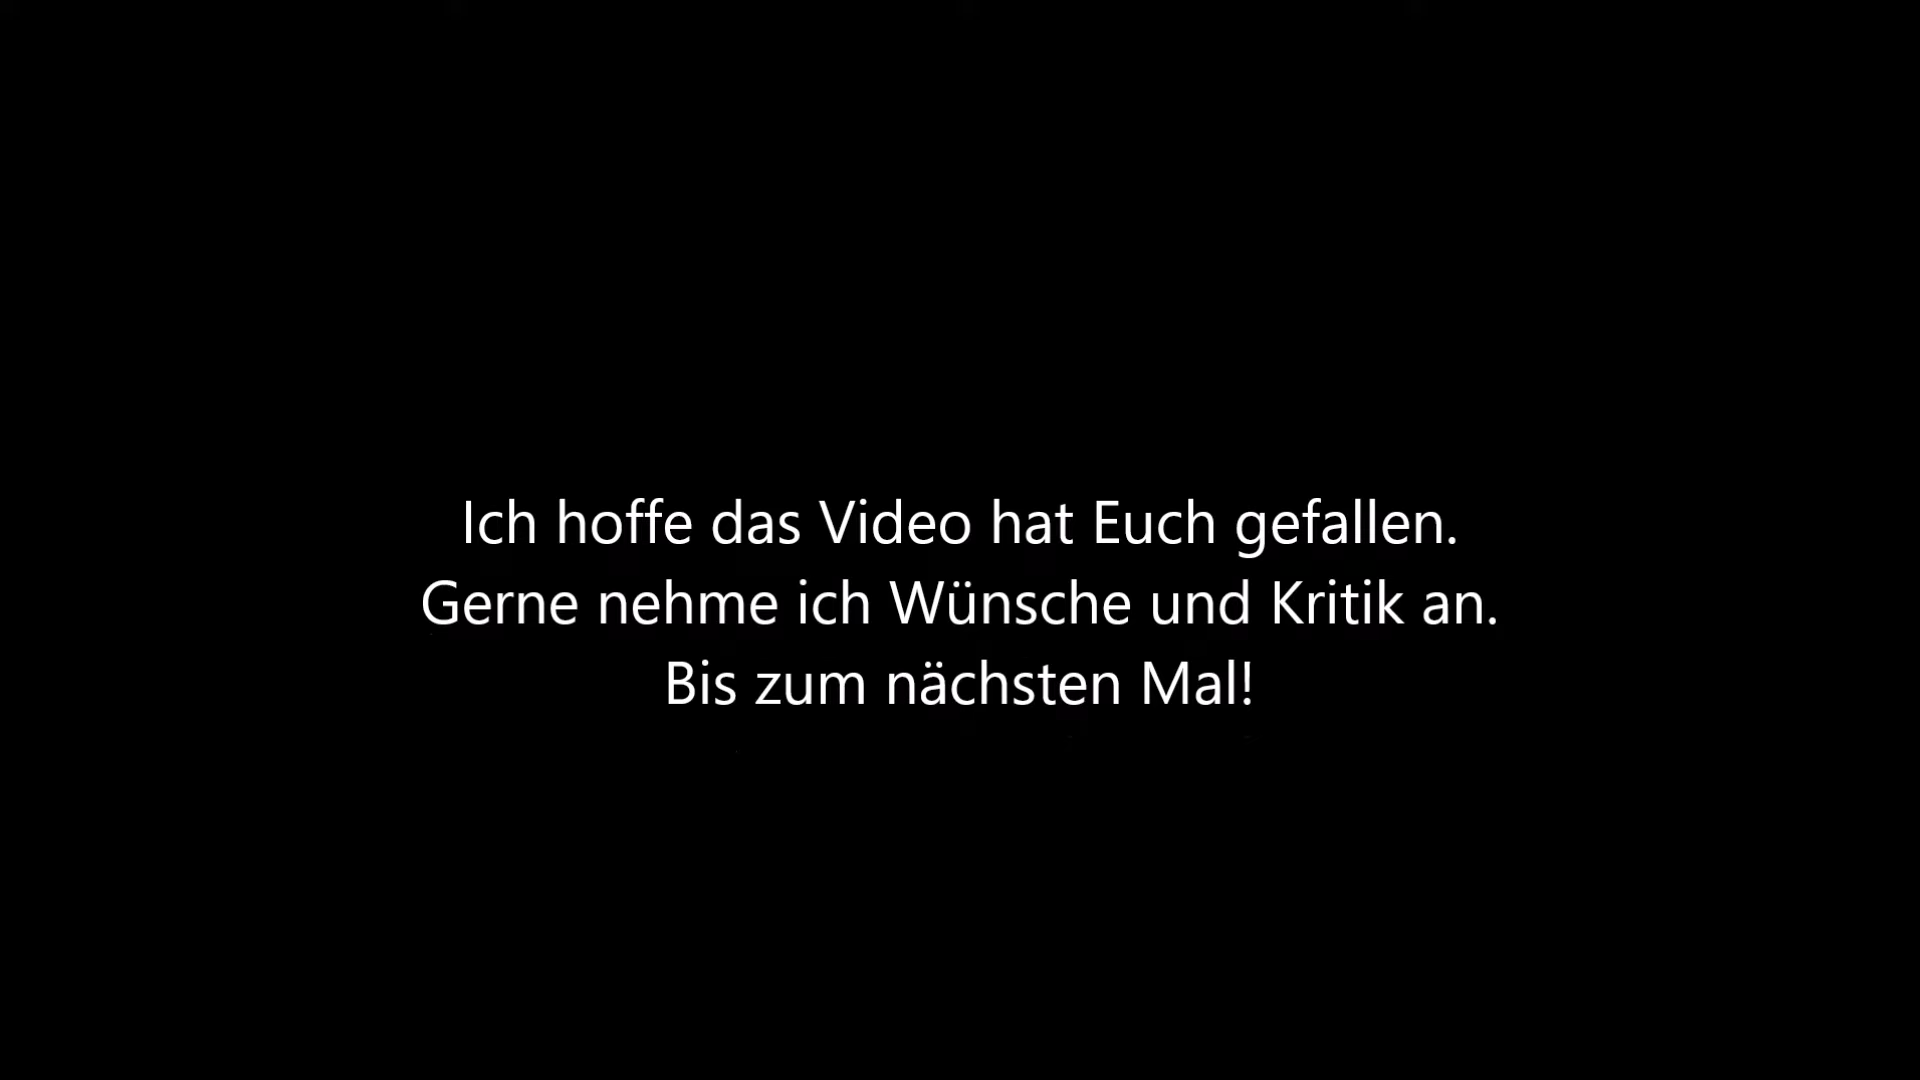 Ich hoffe das Video hat Euch gefallen.
Gerne nehme ich Wünsche und Kritik an.
Bis zum nächsten Mal!